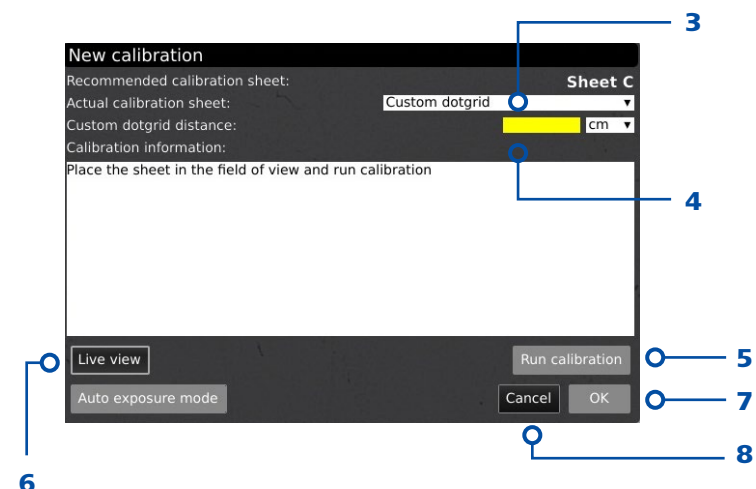 3
New calibration
Recommended calibration sheet: Sheet C
Actual calibration sheet: Custom dotgrid
Custom dotgrid distance: cm
Calibration information:
Place the sheet in the field of view and run calibration
4
Live view Run calibration 5
Auto exposure mode Cancel OK 7
8
6